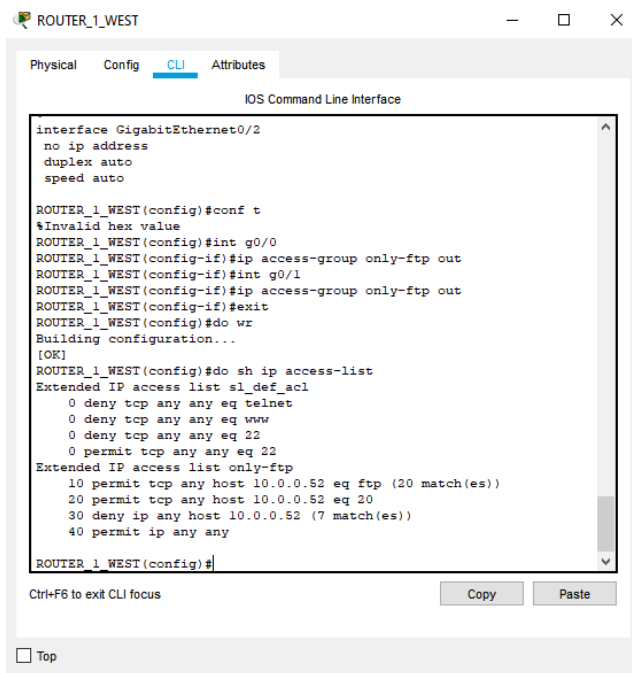 ROUTER_1_WEST
Physical Config CLI Attributes
IOS Command Line Interface
interface GigabitEthernet0/2
no ip address
duplex auto
speed auto
ROUTER_1_WEST(config)#conf t
%Invalid hex value
ROUTER_1_WEST(config)#int g0/0
ROUTER_1_WEST(config-if)#ip access-group only-ftp out
ROUTER_1_WEST(config-if)#int g0/1
ROUTER_1_WEST(config-if)#ip access-group only-ftp out
ROUTER_1_WEST(config-if)#exit
ROUTER_1_WEST(config)#do wr
Building configuration...
[OK]
ROUTER_1_WEST(config)#do sh ip access-list
Extended IP access list sl_def_acl
0 deny tcp any any eq telnet
0 deny tcp any any eq www
0 deny tcp any any eq 22
0 permit tcp any any eq 22
Extended IP access list only-ftp
10 permit tcp any host 10.0.0.52 eq ftp (20 match(es))
20 permit tcp any host 10.0.0.52 eq 20
30 deny ip any host 10.0.0.52 (7 match(es))
40 permit ip any any
ROUTER_1_WEST(config)#
Ctrl+F6 to exit CLI focus
Copy Paste
Top